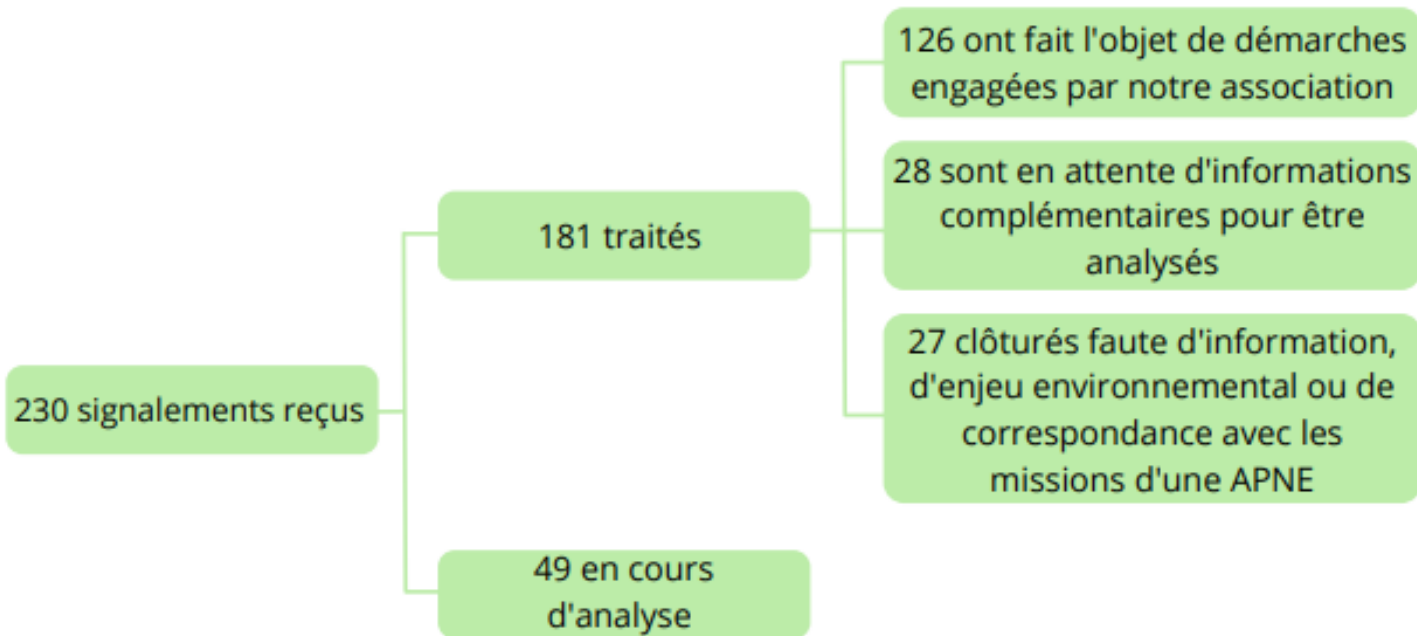 230 signalements reçus
181 traités
49 en cours
d'analyse
126 ont fait l'objet de démarches
engagées par notre association
28 sont en attente d'informations
complémentaires pour être
analysés
27 clôturés faute d'information,
d'enjeu environnemental ou de
correspondance avec les
missions d'une APNE